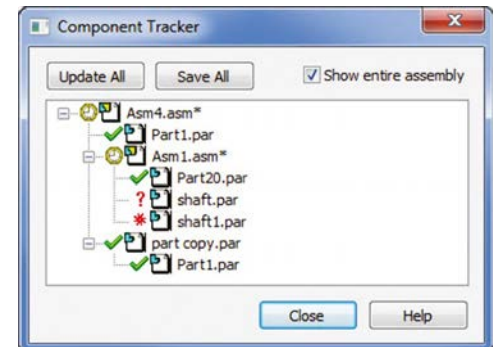 Component Tracker
Update All Save All Show entire assembly
Asm4.asm*
Part1.par
Asm1.asm*
Part20.par
? shaft.par
shaft1.par
part copy.par
Part1.par
Close Help